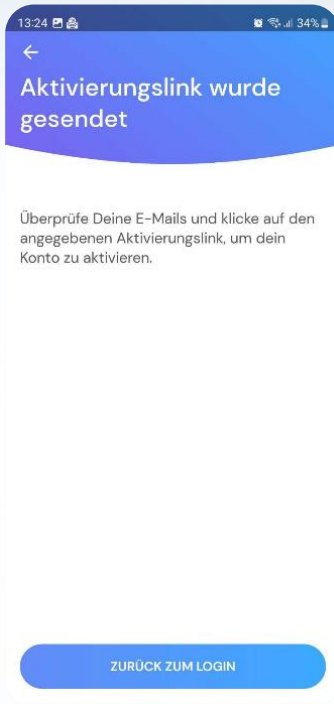 13:24 34%
Aktivierungslink wurde
gesendet
Überprüfe Deine E-Mails und klicke auf den
angegebenen Aktivierungslink, um dein
Konto zu aktivieren.
ZURÜCK ZUM LOGIN